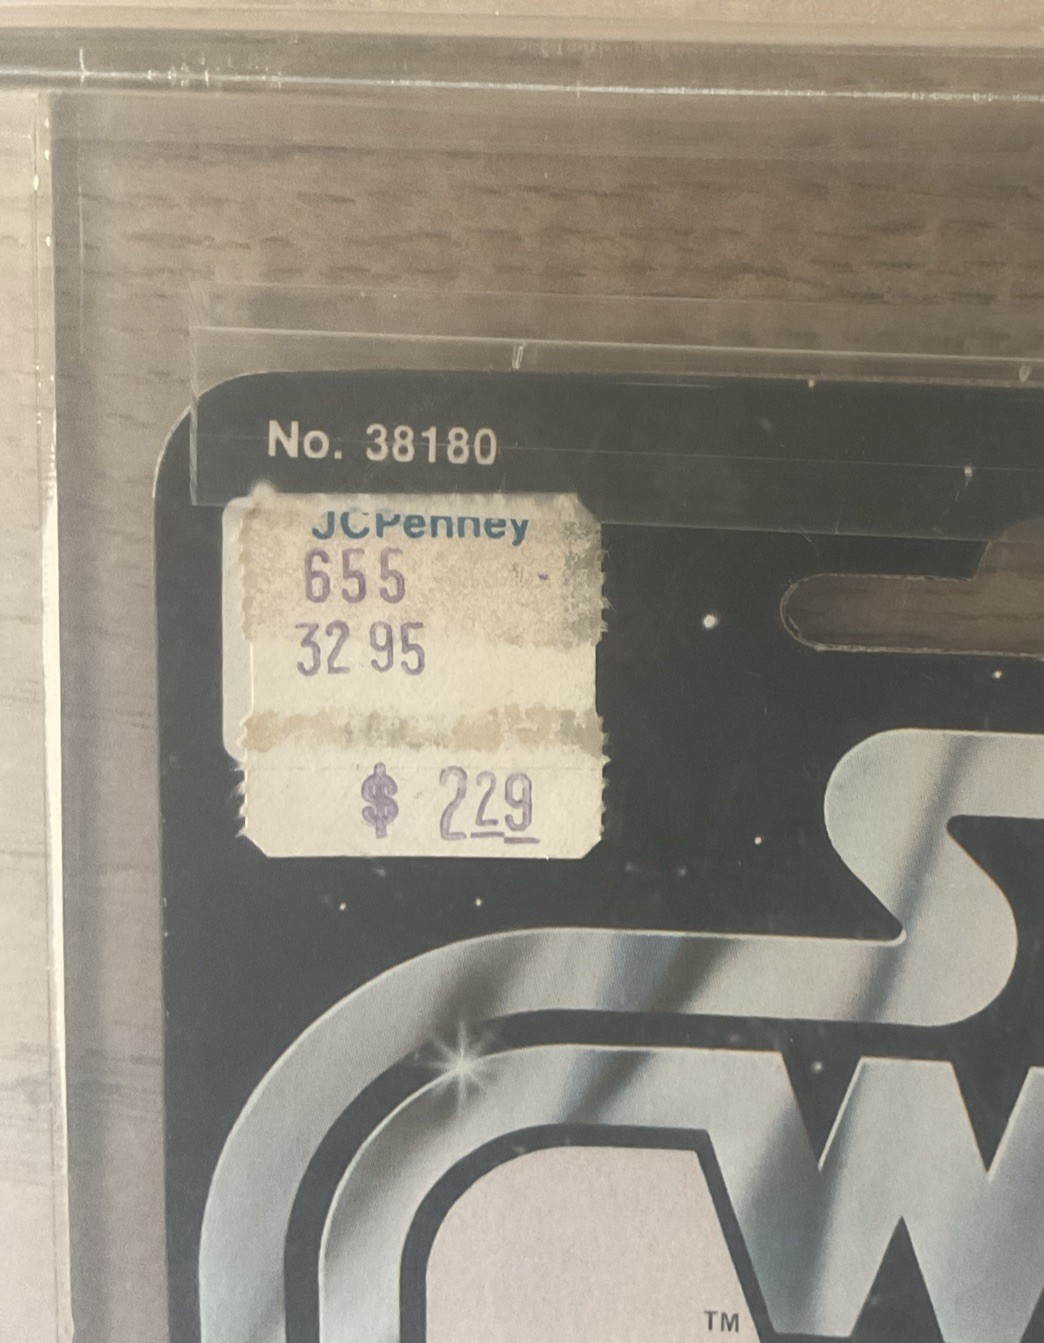 No. 38180
JCPenney
655
32 95
$ 229
S
W
TM